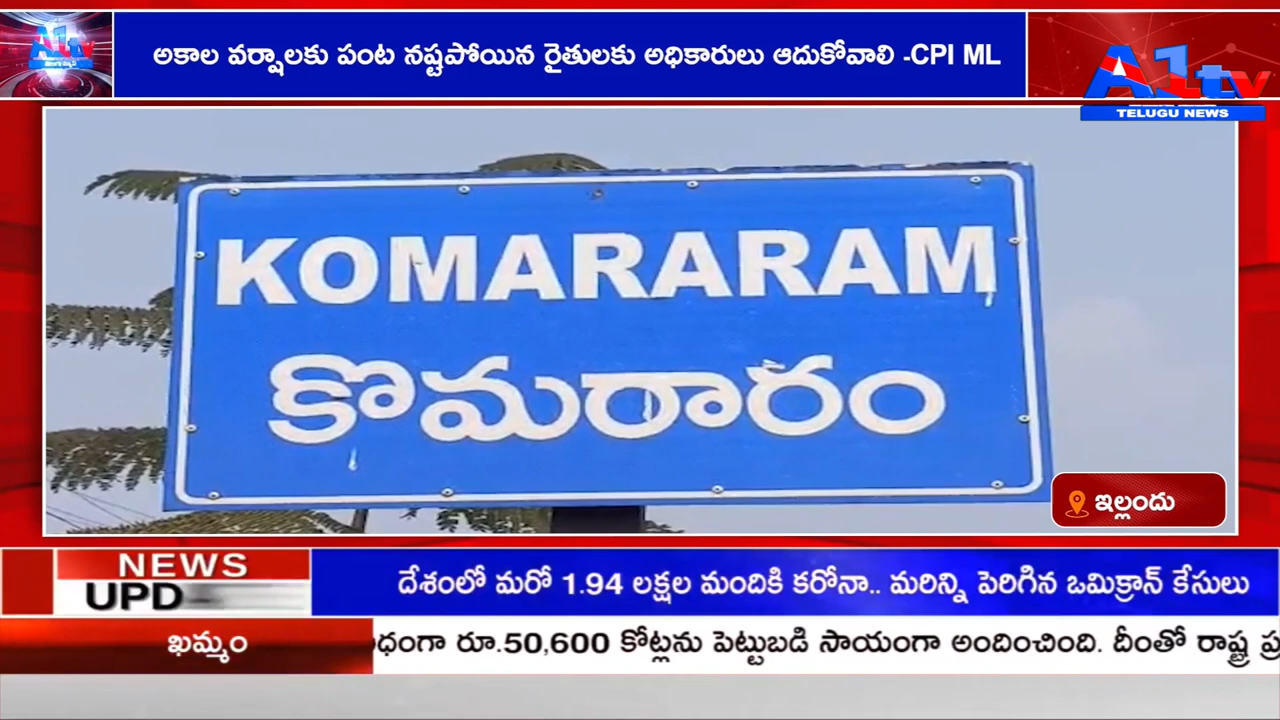 అకాల వర్షాలకు పంట నష్టపోయిన రైతులకు అధికారులు ఆదుకోవాలి -CPI ML
A1tv
TELUGU NEWS
KOMARARAM
కొమరారం
ఇల్లందు
NEWS
UPD
దేశంలో మరో 1.94 లక్షల మందికి కరోనా.. మరిన్ని పెరిగిన ఒమిక్రాన్ కేసులు
ఖమ్మం
రూ.50,600 కోట్లను పెట్టుబడి సాయంగా అందించింది. దీంతో రాష్ట్ర